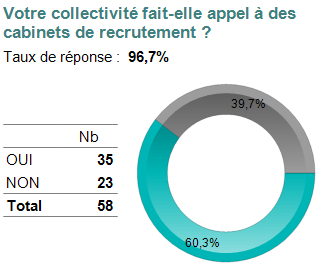 Votre collectivité fait-elle appel à des
cabinets de recrutement ?
Taux de réponse : 96,7%
Nb
OUI 35
NON 23
Total 58
39,7%
60,3%